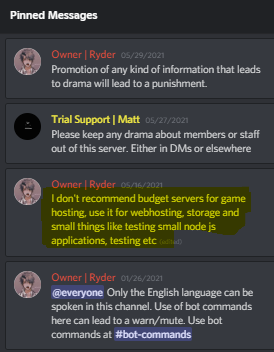 Pinned Messages
Owner | Ryder 05/29/2021
Promotion of any kind of information that leads
to drama will lead to a punishment.
Trial Support | Matt 05/27/2021
Please keep any drama about members or staff
out of this server. Either in DMs or elsewhere
Owner | Ryder 05/16/2021
I don't recommend budget servers for game
hosting, use it for webhosting, storage and
small things like testing small node js
applications, testing etc (edited)
Owner | Ryder 01/26/2021
@everyone Only the English language can be
spoken in this channel. Use of bot commands
here can lead to a warn/mute. Use bot
commands at #bot-commands